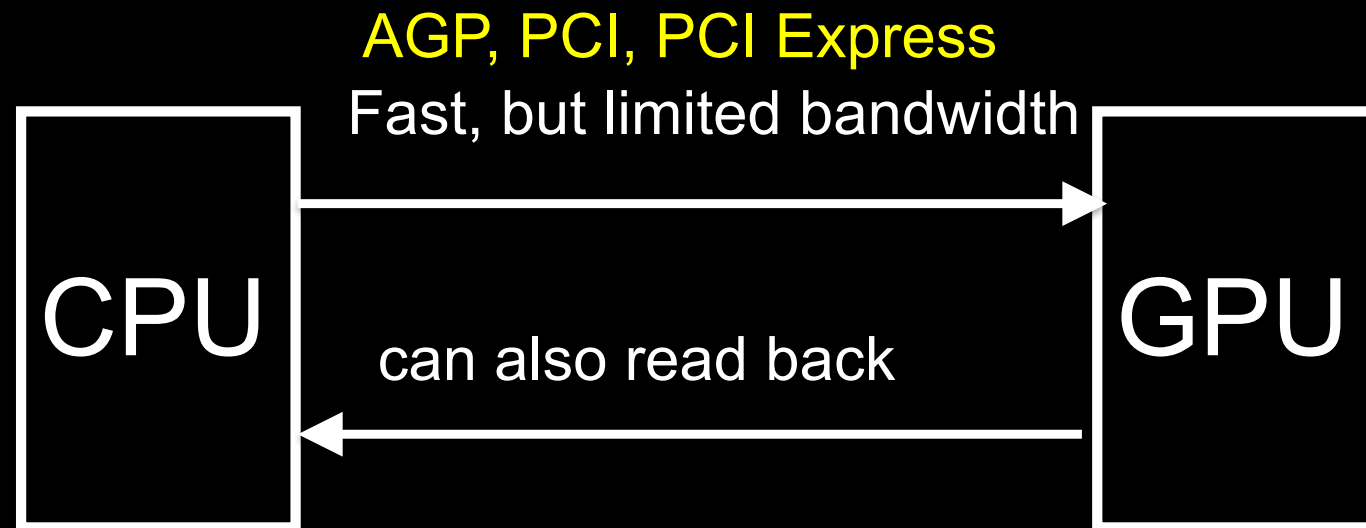 AGP, PCI, PCI Express
Fast, but limited bandwidth
CPU
GPU
can also read back